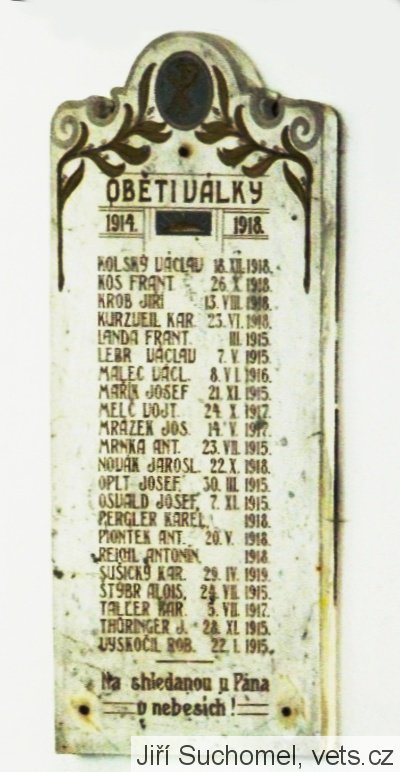 OBĚTI VÁLKY
1914. 1918.
KOLSKÝ VÁCLAV 18.XII.1918.
KOS FRANT. 26.X.1918.
KROB JIŘÍ 13.VIII.1918.
KURZVEIL KAR. 23.VI.1918.
LANDA FRANT. III.1915.
LEBR VÁCLAV 7.V.1915.
MALEC VÁCL. 8.VI.1916.
MAŘÍK JOSEF 21.XI.1915.
MELČ VOJT. 24.X.1917.
MRÁZEK JOS. 14.V.1917.
MRNKA ANT. 23.VII.1915.
NOVÁK JAROSL. 22.X.1918.
OPLT JOSEF. 30.III.1915.
OSVALD JOSEF, 7.XI.1915.
PERGLER KAREL, 1918.
PIONTEK ANT. 20.V.1918.
REJCHL ANTONÍN. 1918.
SUŠICKÝ KAR. 29.IV.1919.
ŠTÝBR ALOIS, 24.VII.1915.
TALLER KAR. 5.VII.1917.
THÖRINGER J. 28.XI.1915.
VYSKOČIL ROB. 22.I.1915.
Na shledanou u Pána
v nebesích!
Jiří Suchomel, vets.cz